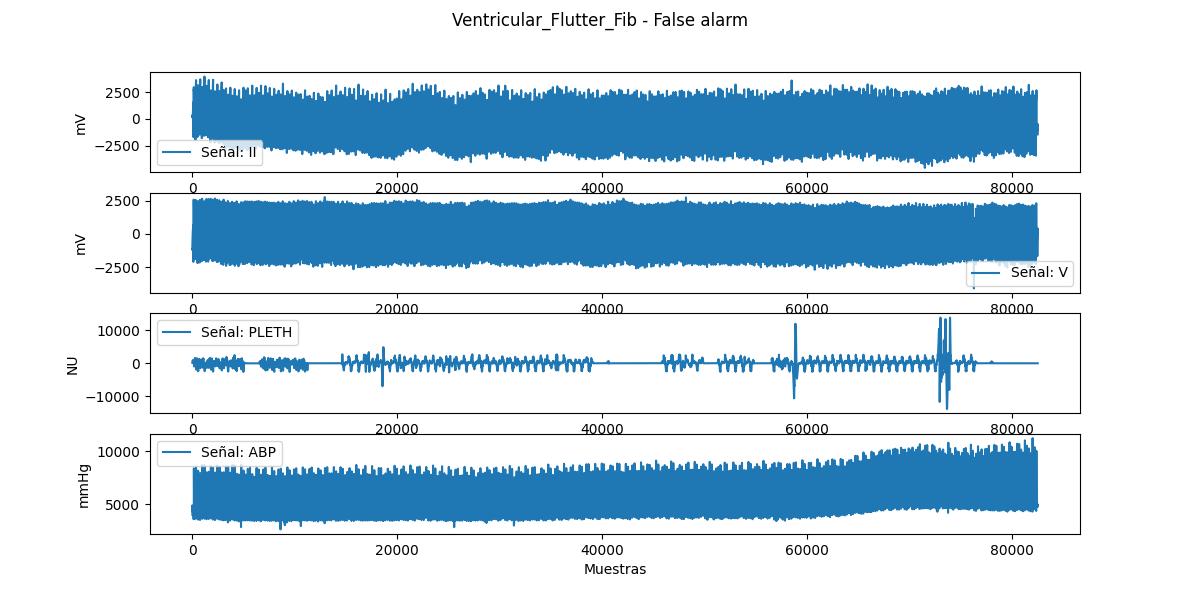 Ventricular_Flutter_Fib - False alarm
2500
0
−2500
mV
Señal: II
0 20000 40000 60000 80000
2500
0
−2500
mV
Señal: V
0 20000 40000 60000 80000
10000
0
−10000
NU
Señal: PLETH
0 20000 40000 60000 80000
10000
5000
mmHg
Señal: ABP
0 20000 40000 60000 80000
Muestras